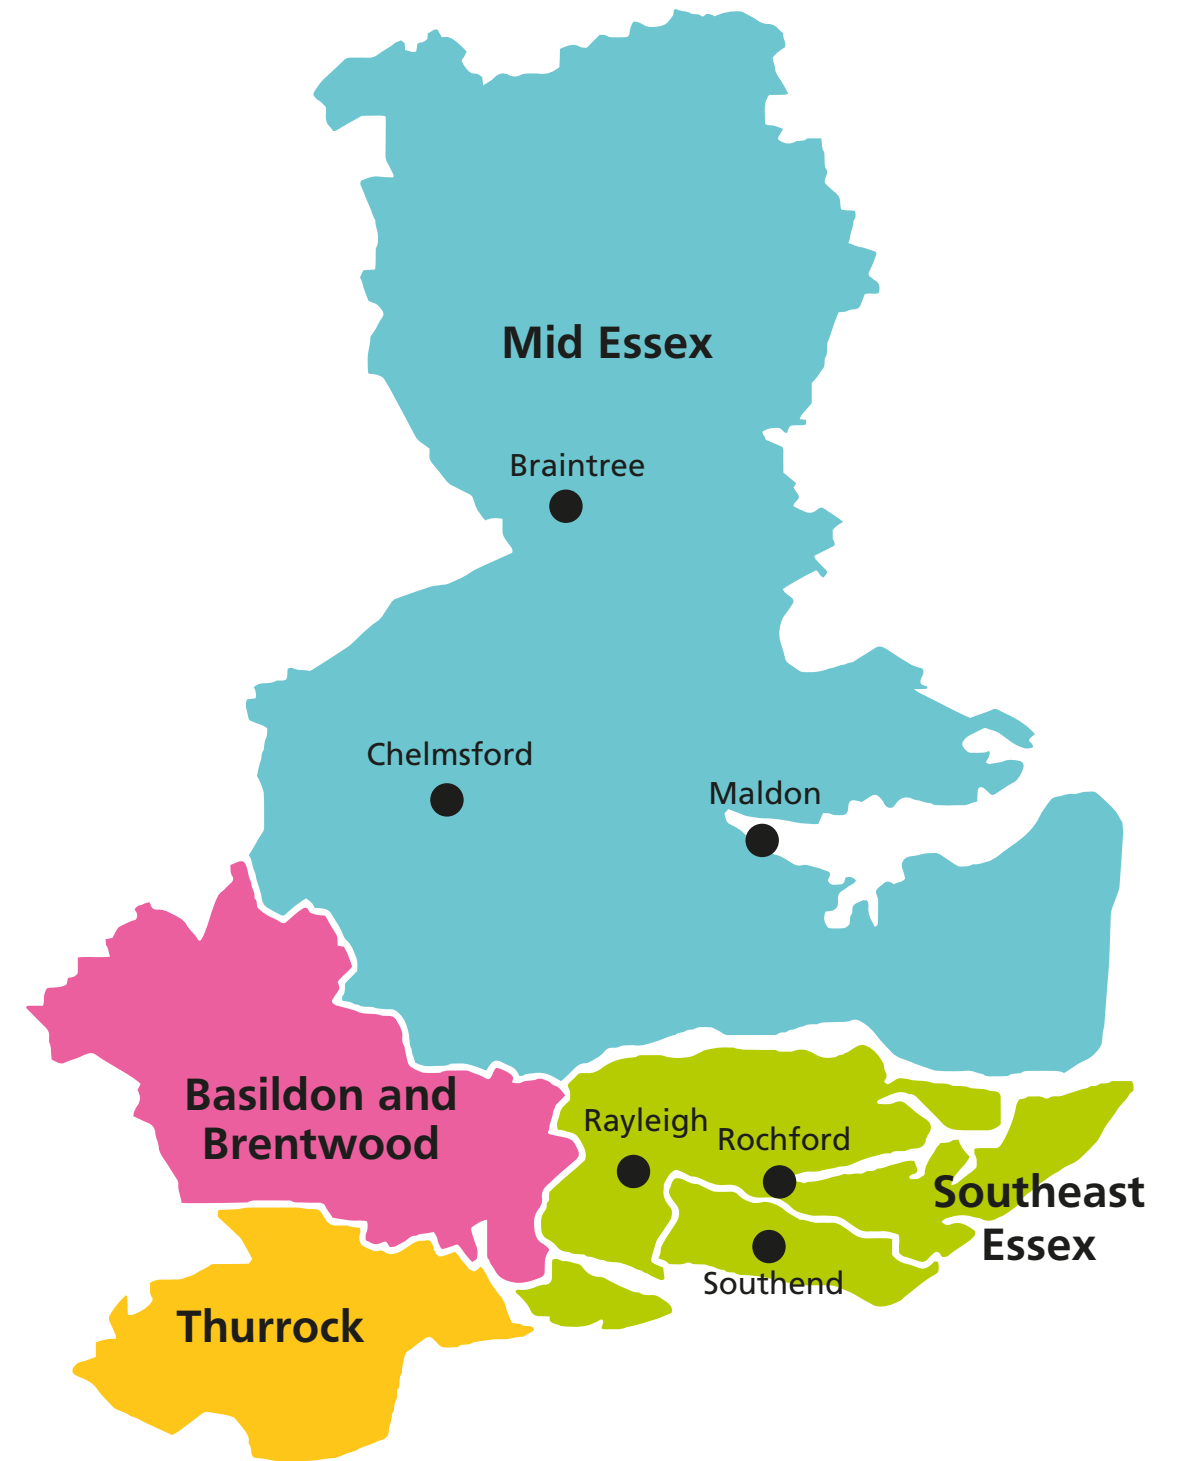 Mid Essex
Braintree
Chelmsford
Maldon
Basildon and
Brentwood
Rayleigh
Rochford
Southeast
Essex
Southend
Thurrock